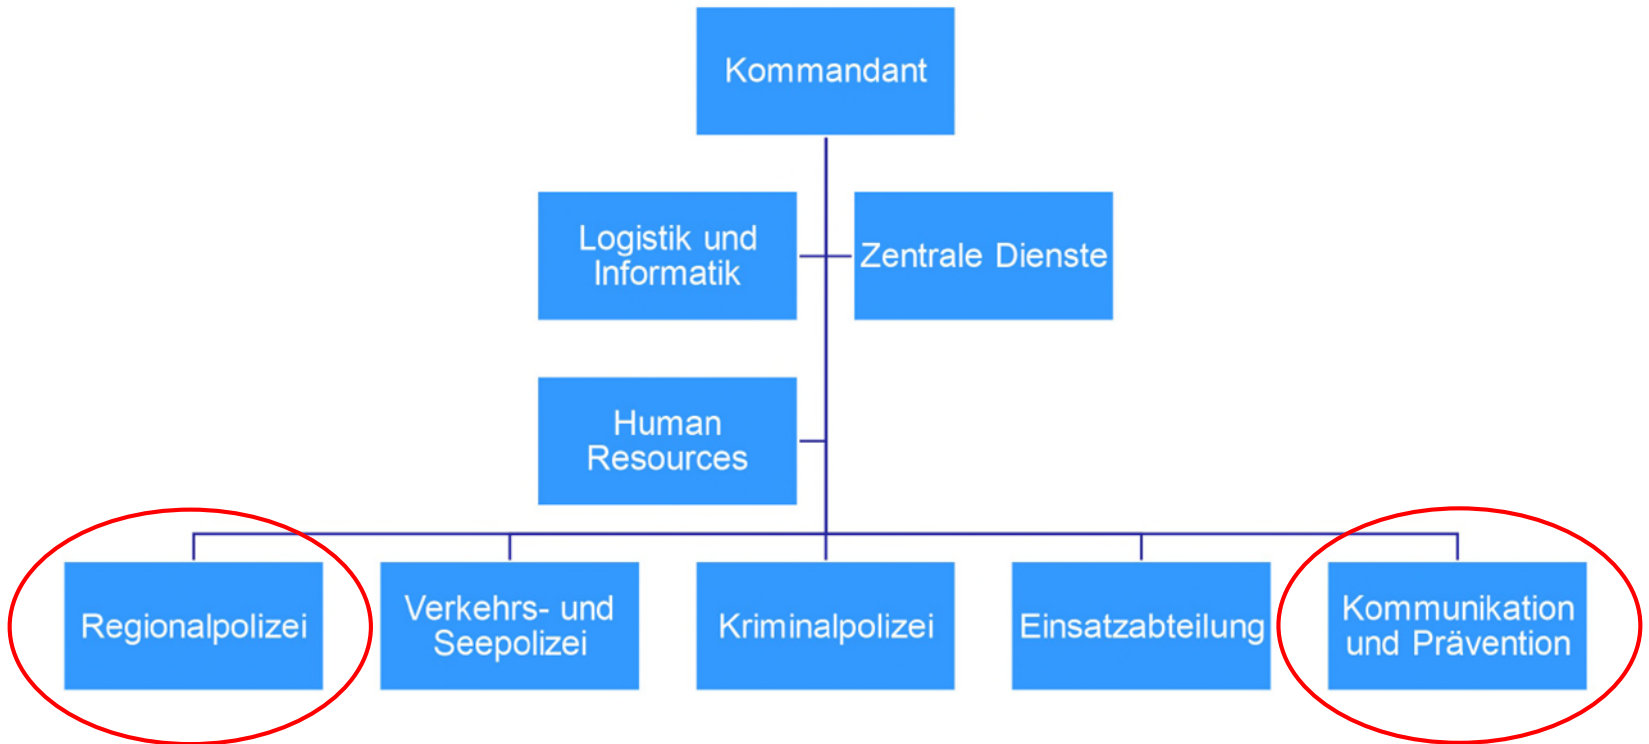 Kommandant
Logistik und
Informatik
Zentrale Dienste
Human
Resources
Regionalpolizei
Verkehrs- und
Seepolizei
Kriminalpolizei
Einsatzabteilung
Kommunikation
und Prävention